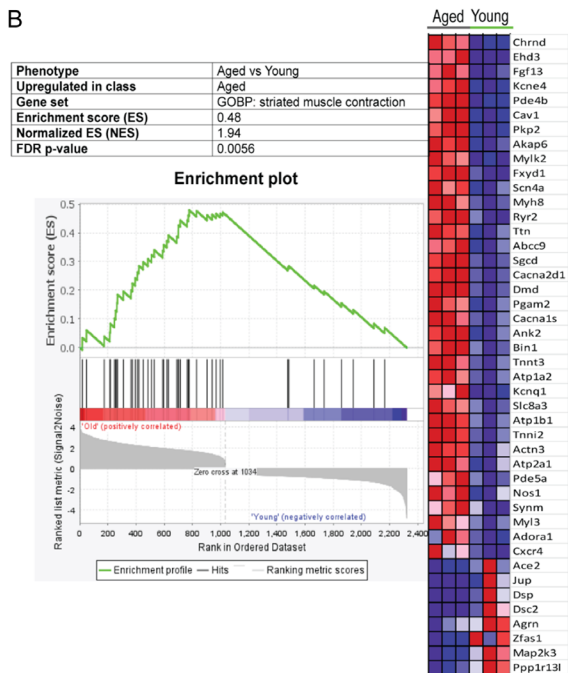 B
Phenotype Aged vs Young
Upregulated in class Aged
Gene set GOBP: striated muscle contraction
Enrichment score (ES) 0.48
Normalized ES (NES) 1.94
FDR p-value 0.0056
Enrichment plot
Enrichment score (ES)
0.5
0.4
0.3
0.2
0.1
0.0
'Old' (positively correlated)
Ranked list metric (Signal2Noise)
4
2
0
-2
-4
Zero cross at 1034
'Young' (negatively correlated)
0 200 400 600 800 1,000 1,200 1,400 1,600 1,800 2,000 2,200 2,400
Rank in Ordered Dataset
Enrichment profile Hits Ranking metric scores
Aged Young
Chrnd
Ehd3
Fgf13
Kcne4
Pde4b
Cav1
Pkp2
Akap6
Mylk2
Fxyd1
Scn4a
Myh8
Ryr2
Ttn
Abcc9
Sgcd
Cacna2d1
Dmd
Pgam2
Cacna1s
Ank2
Bin1
Tnnt3
Atp1a2
Kcnq1
Slc8a3
Atp1b1
Tnni2
Actn3
Atp2a1
Pde5a
Nos1
Synm
Myl3
Adora1
Cxcr4
Ace2
Jup
Dsp
Dsc2
Agrn
Zfas1
Map2k3
Ppp1r13l